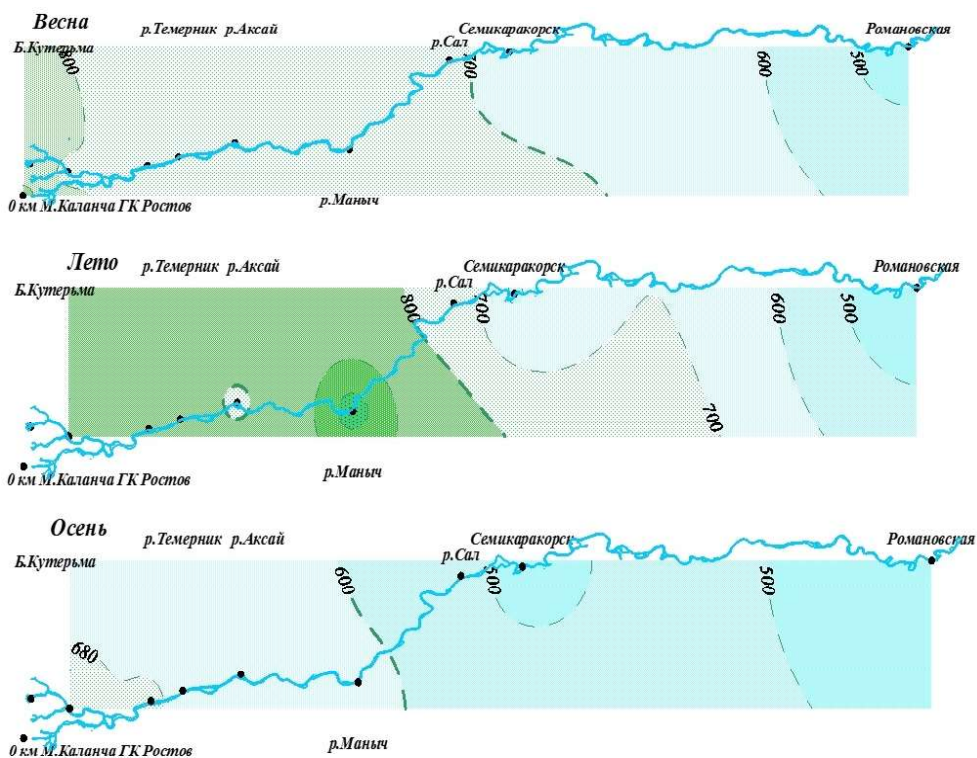 Весна
р.Темерник р.Аксай
Семикаракорск
Романовская
р.Сал
Б.Кутерьма
800
700
600
500
р.Маныч
0 км М.Каланча ГК Ростов
Лето
р.Темерник р.Аксай
Семикаракорск
Романовская
р.Сал
Б.Кутерьма
800
700
600
500
700
р.Маныч
0 км М.Каланча ГК Ростов
Осень
р.Темерник р.Аксай
Семикаракорск
Романовская
р.Сал
Б.Кутерьма
600
500
500
680
р.Маныч
0 км М.Каланча ГК Ростов